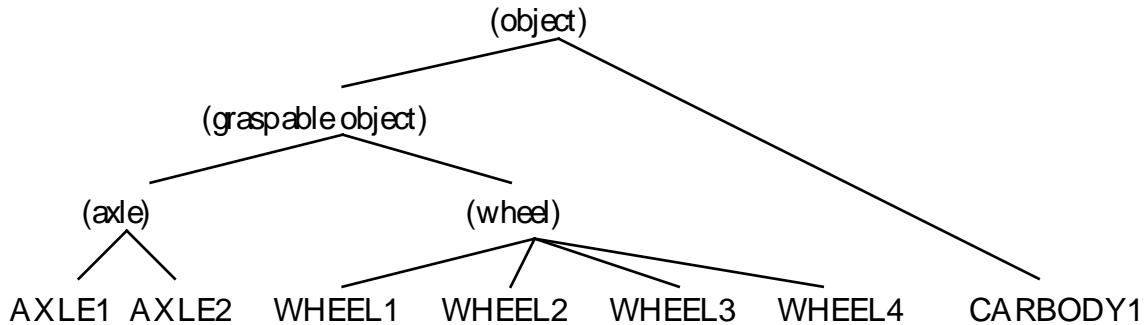 (object)
(graspable object)
(axle) (wheel)
AXLE1 AXLE2 WHEEL1 WHEEL2 WHEEL3 WHEEL4 CARBODY1